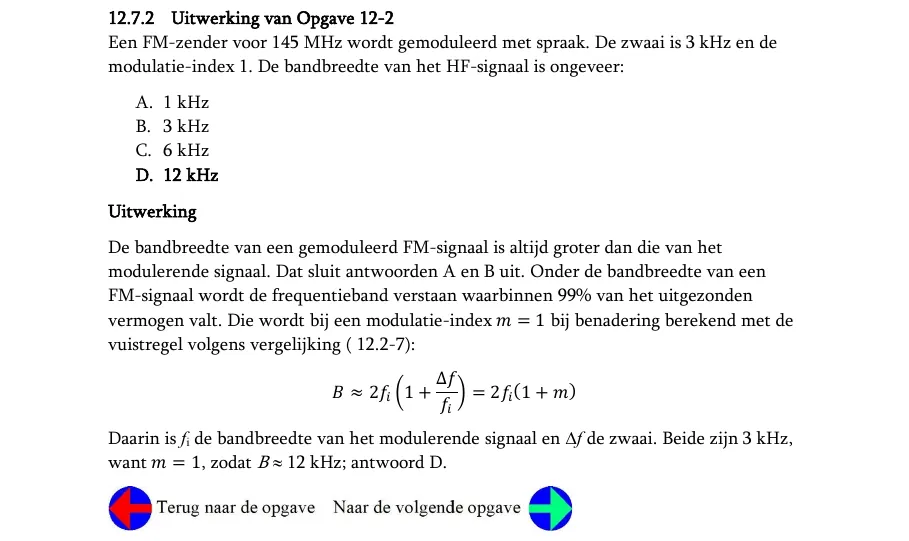 12.7.2 Uitwerking van Opgave 12-2
Een FM-zender voor 145 MHz wordt gemoduleerd met spraak. De zwaai is 3 kHz en de
modulatie-index 1. De bandbreedte van het HF-signaal is ongeveer:
A. 1 kHz
B. 3 kHz
C. 6 kHz
D. 12 kHz
Uitwerking
De bandbreedte van een gemoduleerd FM-signaal is altijd groter dan die van het
modulerende signaal. Dat sluit antwoorden A en B uit. Onder de bandbreedte van een
FM-signaal wordt de frequentieband verstaan waarbinnen 99% van het uitgezonden
vermogen valt. Die wordt bij een modulatie-index m = 1 bij benadering berekend met de
vuistregel volgens vergelijking ( 12.2-7):
B ≈ 2fᵢ(1 + Δf/fᵢ) = 2fᵢ(1 + m)
Daarin is fᵢ de bandbreedte van het modulerende signaal en Δf de zwaai. Beide zijn 3 kHz,
want m = 1, zodat B ≈ 12 kHz; antwoord D.
Terug naar de opgave Naar de volgende opgave